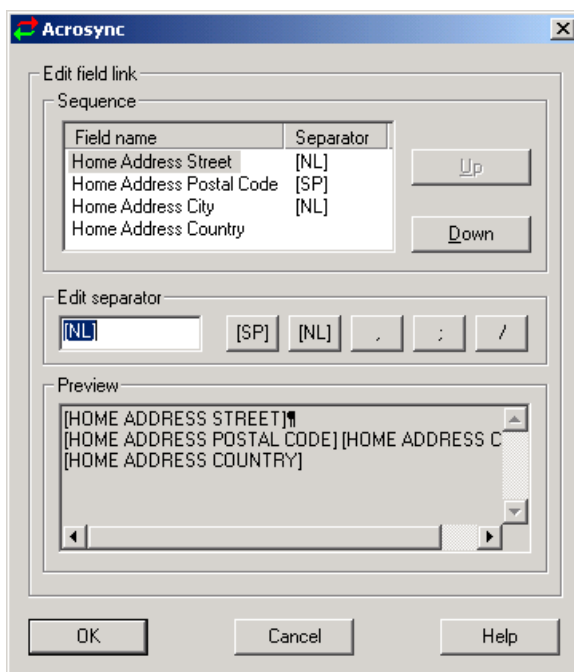 Acrosync
Edit field link
Sequence
Field name Separator
Home Address Street [NL]
Home Address Postal Code [SP]
Home Address City [NL]
Home Address Country
Up
Down
Edit separator
[NL] [SP] [NL] , ; /
Preview
[HOME ADDRESS STREET]¶
[HOME ADDRESS POSTAL CODE] [HOME ADDRESS C
[HOME ADDRESS COUNTRY]
OK Cancel Help